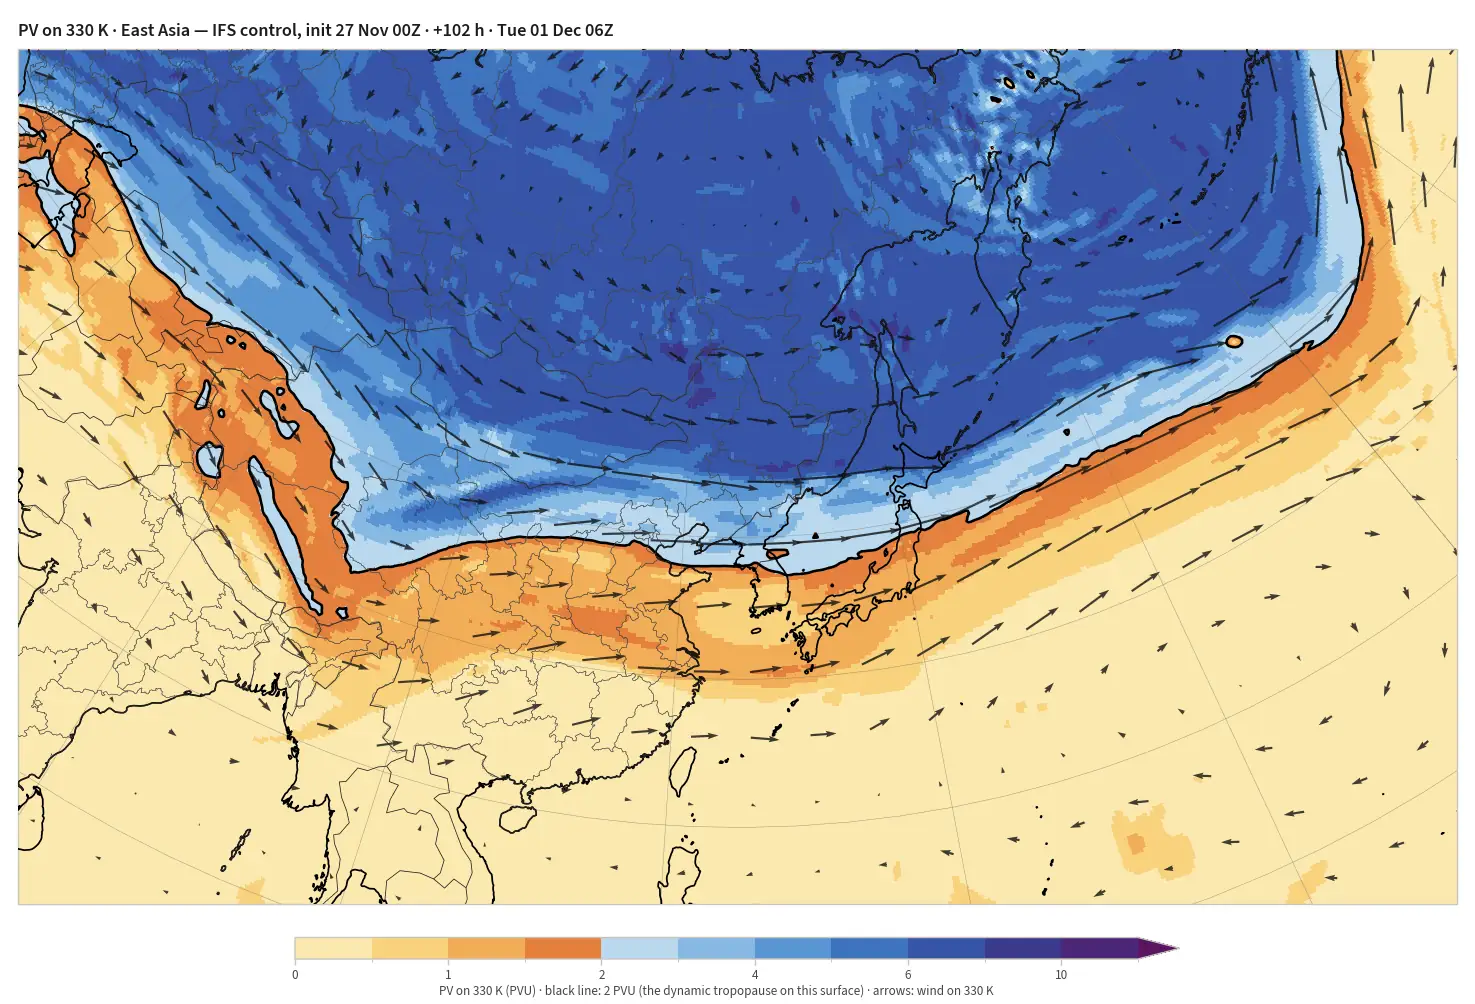 PV on 330 K · East Asia — IFS control, init 27 Nov 00Z · +102 h · Tue 01 Dec 06Z
0 1 2 4 6 10
PV on 330 K (PVU) · black line: 2 PVU (the dynamic tropopause on this surface) · arrows: wind on 330 K